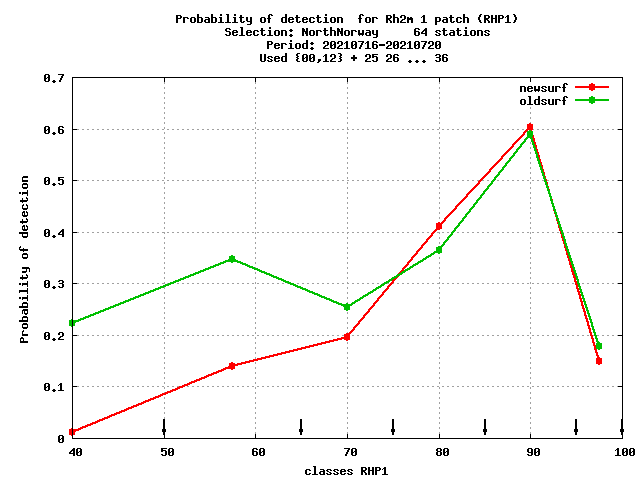 Probability of detection  for Rh2m 1 patch (RHP1)
Selection: NorthNorway     64 stations
Period: 20210716-20210720
Used {00,12} + 25 26 ... 36
newsurf
oldsurf
Probability of detection
0.7
0.6
0.5
0.4
0.3
0.2
0.1
0
40 50 60 70 80 90 100
classes RHP1